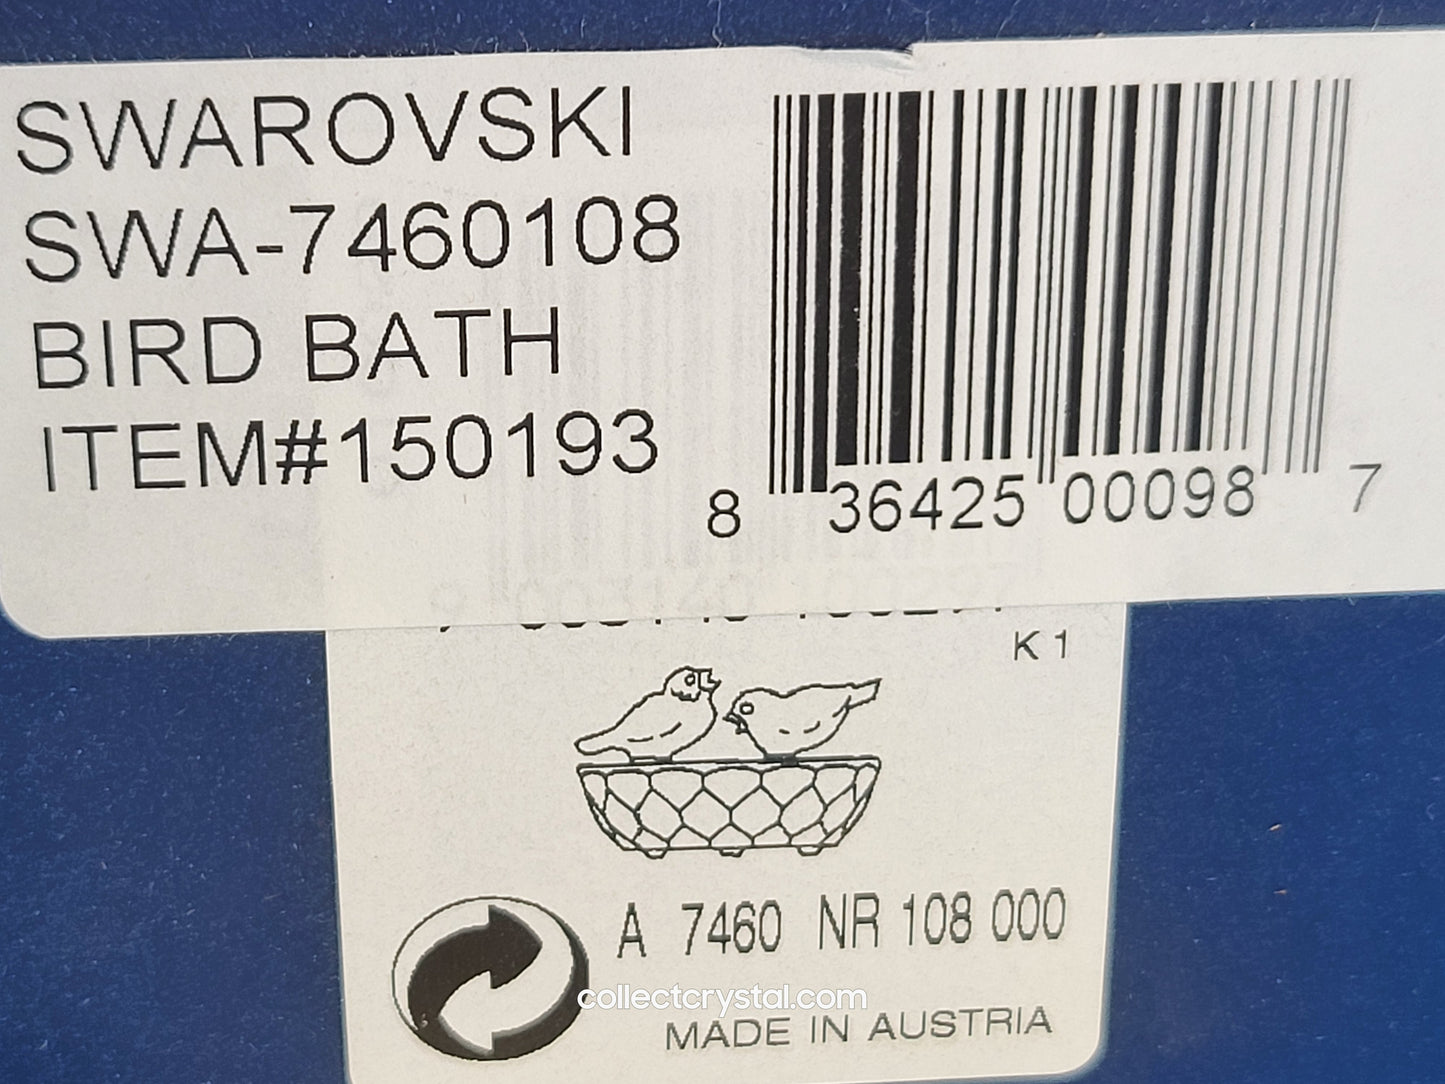 SWAROVSKI
SWA-7460108
BIRD BATH
ITEM#150193
8 36425 00098 7
K 1
A 7460 NR 108 000
collectcrystal.com
MADE IN AUSTRIA